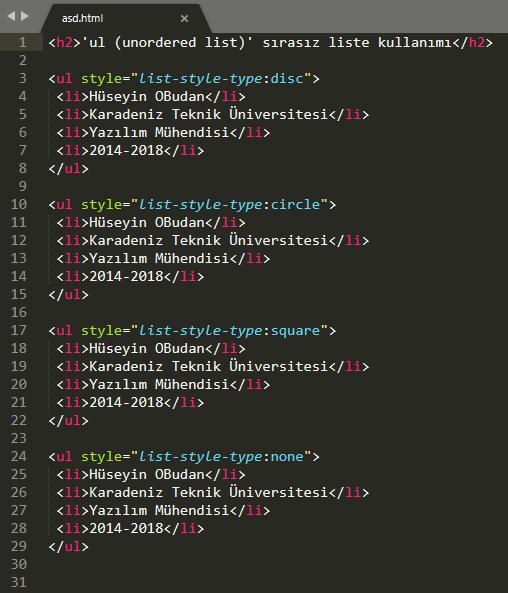 asd.html
1 <h2>'ul (unordered list)' sırasız liste kullanımı</h2>
2
3 <ul style="list-style-type:disc">
4 <li>Hüseyin OBudan</li>
5 <li>Karadeniz Teknik Üniversitesi</li>
6 <li>Yazılım Mühendisi</li>
7 <li>2014-2018</li>
8 </ul>
9
10 <ul style="list-style-type:circle">
11 <li>Hüseyin OBudan</li>
12 <li>Karadeniz Teknik Üniversitesi</li>
13 <li>Yazılım Mühendisi</li>
14 <li>2014-2018</li>
15 </ul>
16
17 <ul style="list-style-type:square">
18 <li>Hüseyin OBudan</li>
19 <li>Karadeniz Teknik Üniversitesi</li>
20 <li>Yazılım Mühendisi</li>
21 <li>2014-2018</li>
22 </ul>
23
24 <ul style="list-style-type:none">
25 <li>Hüseyin OBudan</li>
26 <li>Karadeniz Teknik Üniversitesi</li>
27 <li>Yazılım Mühendisi</li>
28 <li>2014-2018</li>
29 </ul>
30
31